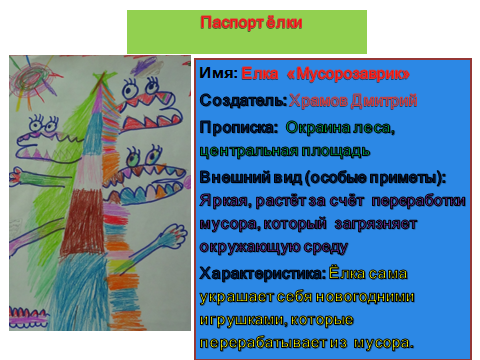 Паспорт ёлки
Имя: Елка «Мусорозаврик»
Создатель: Храмов Дмитрий
Прописка: Окраина леса,
центральная площадь
Внешний вид (особые приметы):
Яркая, растёт за счёт переработки
мусора, который загрязняет
окружающую среду
Характеристика: Ёлка сама
украшает себя новогодними
игрушками, которые
перерабатывает из мусора.